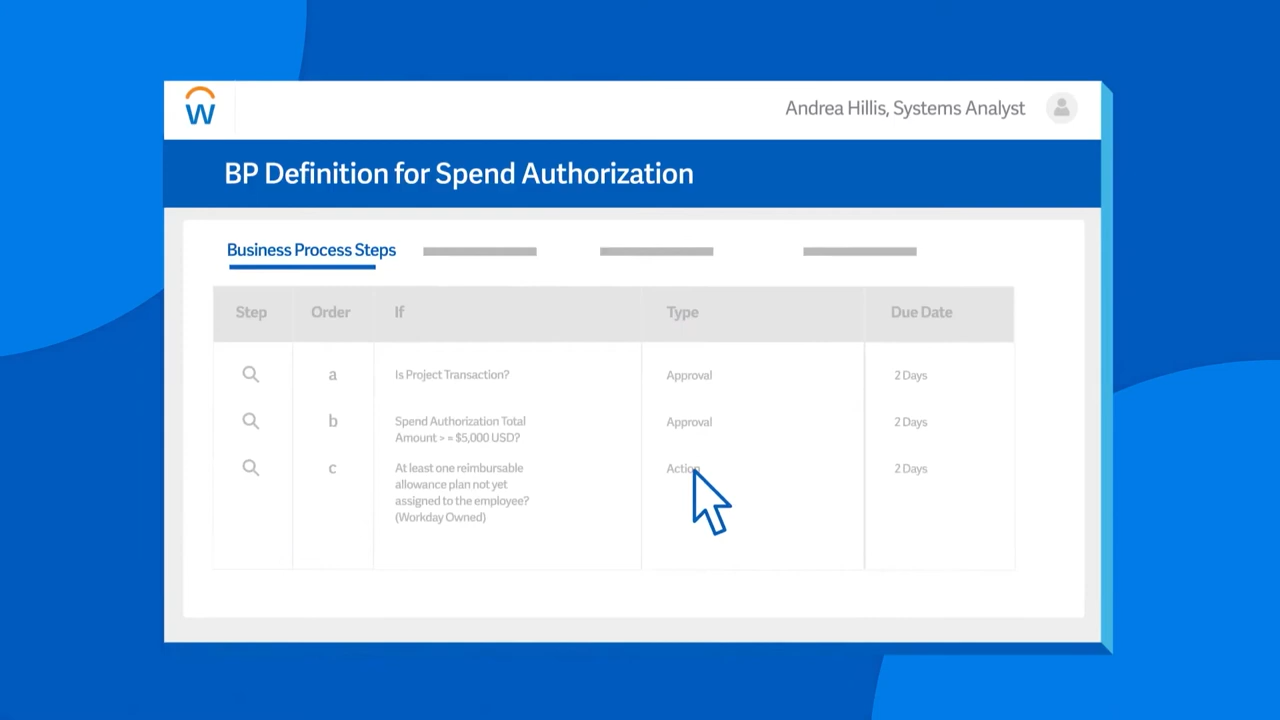 W
Andrea Hillis, Systems Analyst
BP Definition for Spend Authorization
Business Process Steps
Step Order If Type Due Date
a Is Project Transaction? Approval 2 Days
b Spend Authorization Total Approval 2 Days
Amount > = $5,000 USD?
c At least one reimbursable Action 2 Days
allowance plan not yet
assigned to the employee?
(Workday Owned)